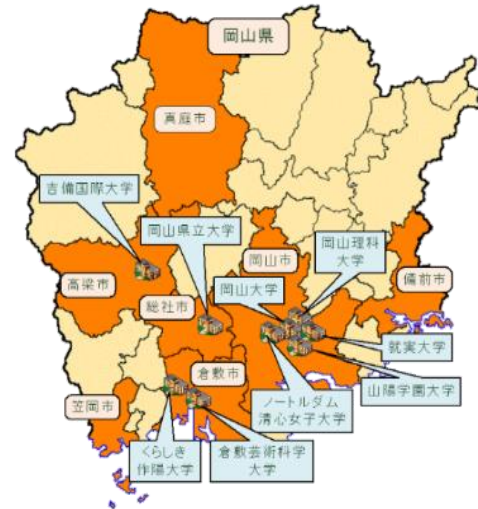 岡山県
真庭市
吉備国際大学
岡山県立大学
岡山市
岡山理科
大学
高梁市
総社市
岡山大学
備前市
就実大学
倉敷市
山陽学園大学
笠岡市
ノートルダム
清心女子大学
くらしき
作陽大学
倉敷芸術科学
大学